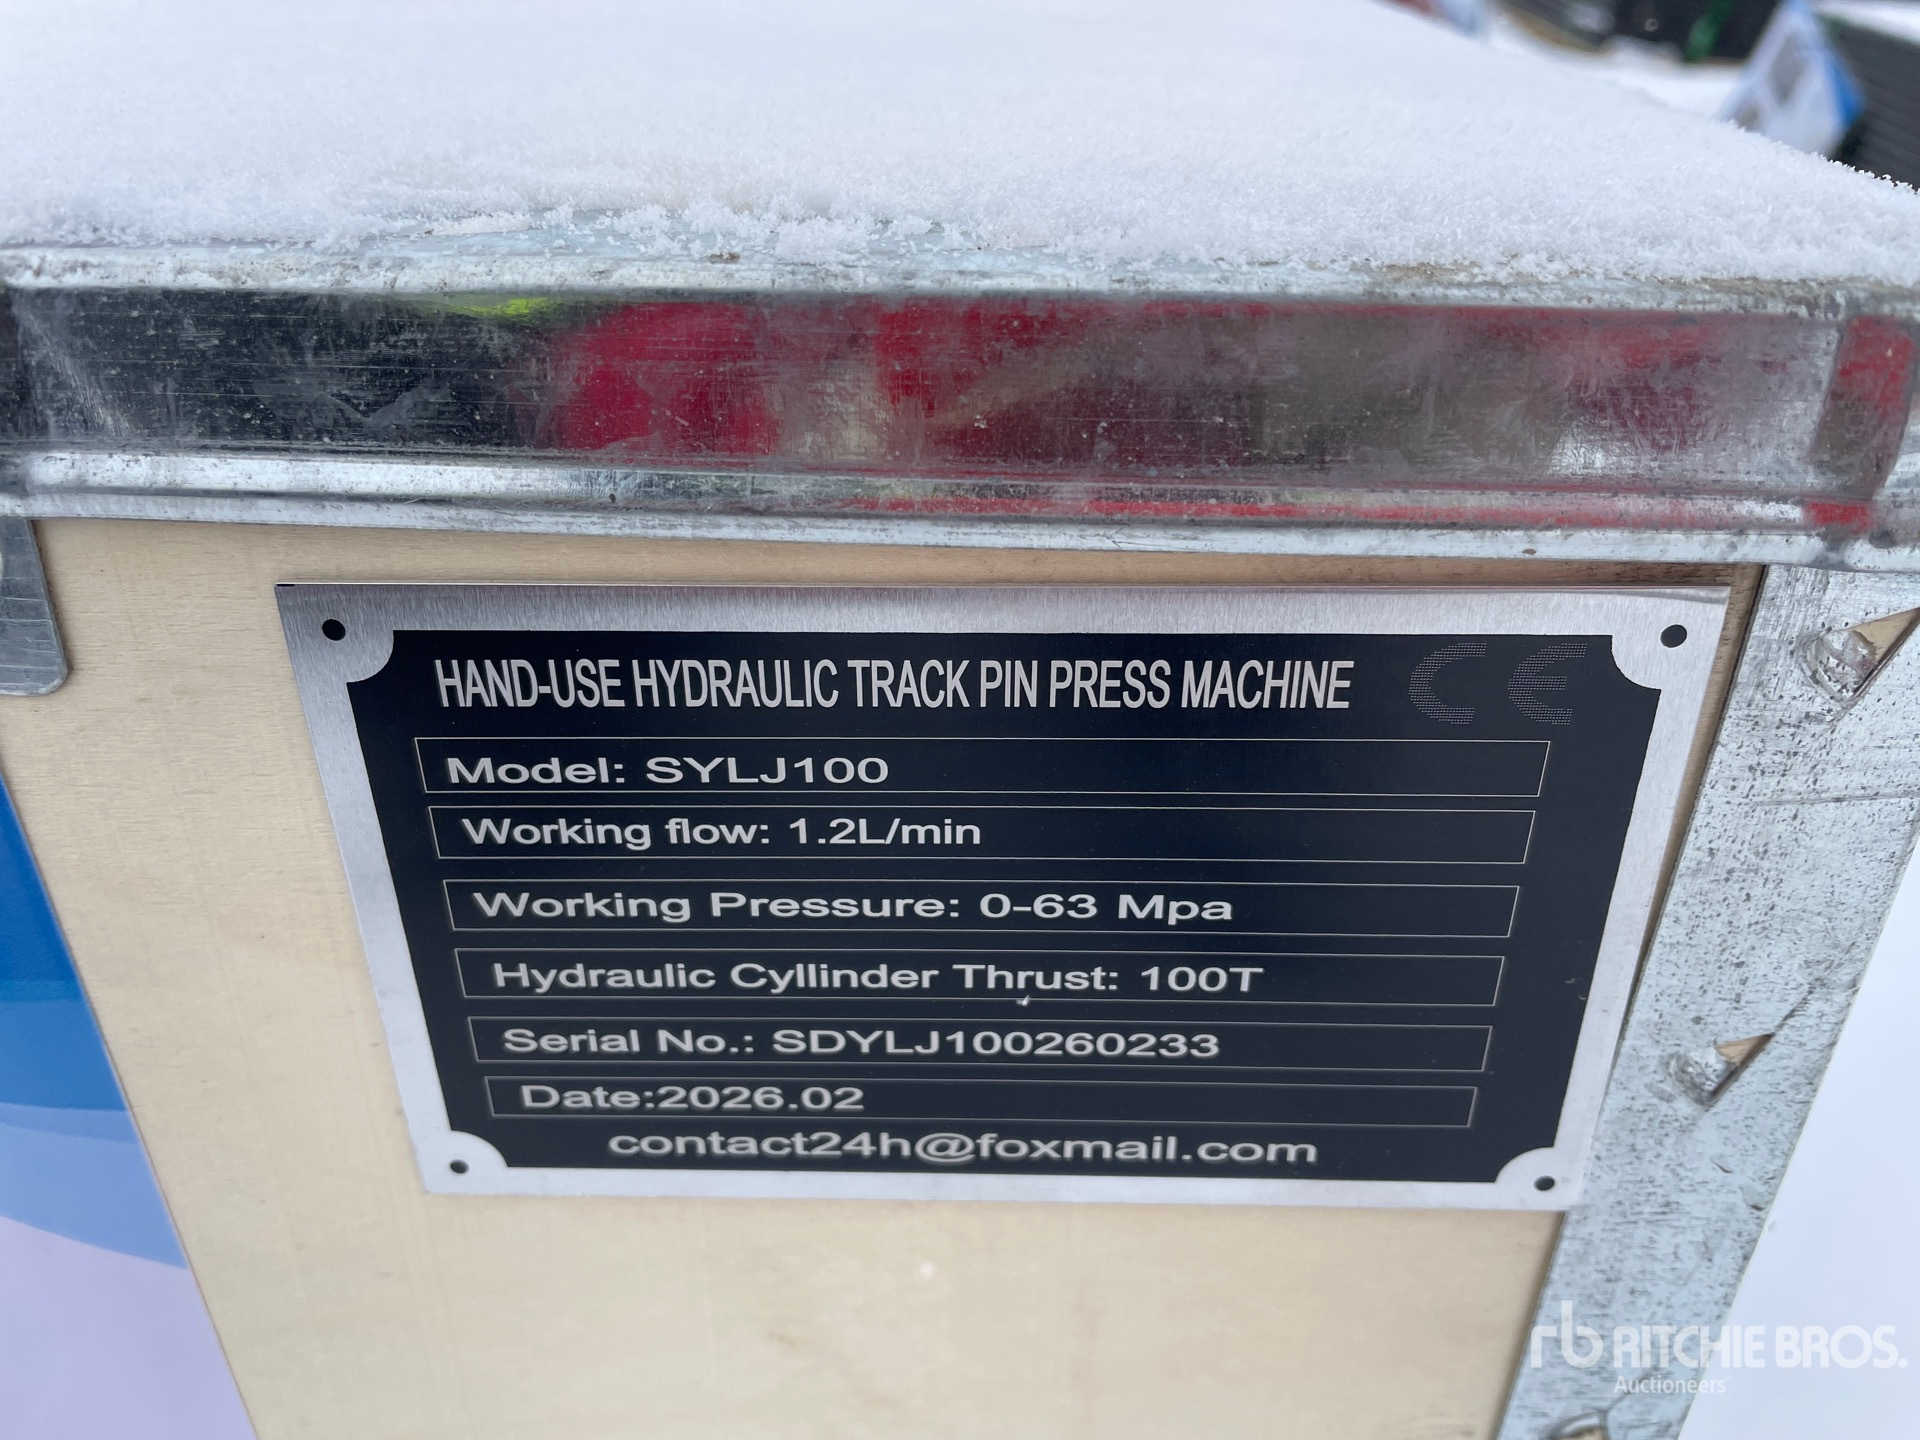 HAND-USE HYDRAULIC TRACK PIN PRESS MACHINE CE
Model: SYLJ100
Working flow: 1.2L/min
Working Pressure: 0-63 Mpa
Hydraulic Cyllinder Thrust: 100T
Serial No.: SDYLJ100260233
Date:2026.02
contact24h@foxmail.com
rb RITCHIE BROS.
Auctioneers